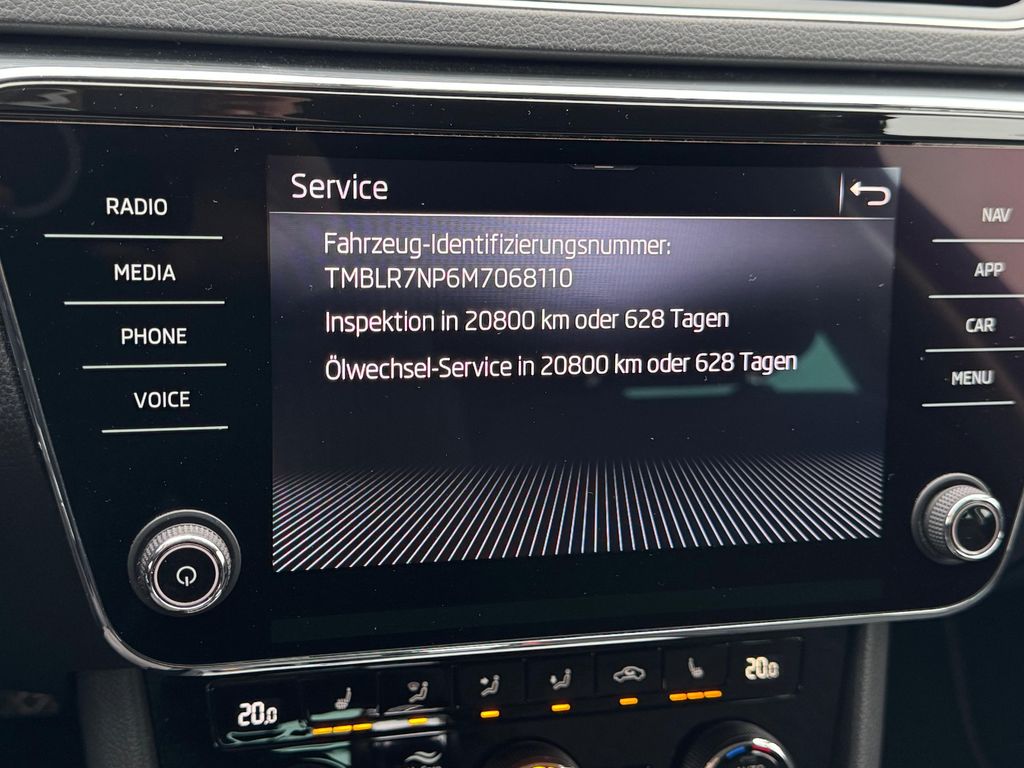 Service
RADIO
MEDIA
PHONE
VOICE
Fahrzeug-Identifizierungsnummer:
TMBLR7NP6M7068110
Inspektion in 20800 km oder 628 Tagen
Ölwechsel-Service in 20800 km oder 628 Tagen
NAV
APP
CAR
MENU
20.0
20.0